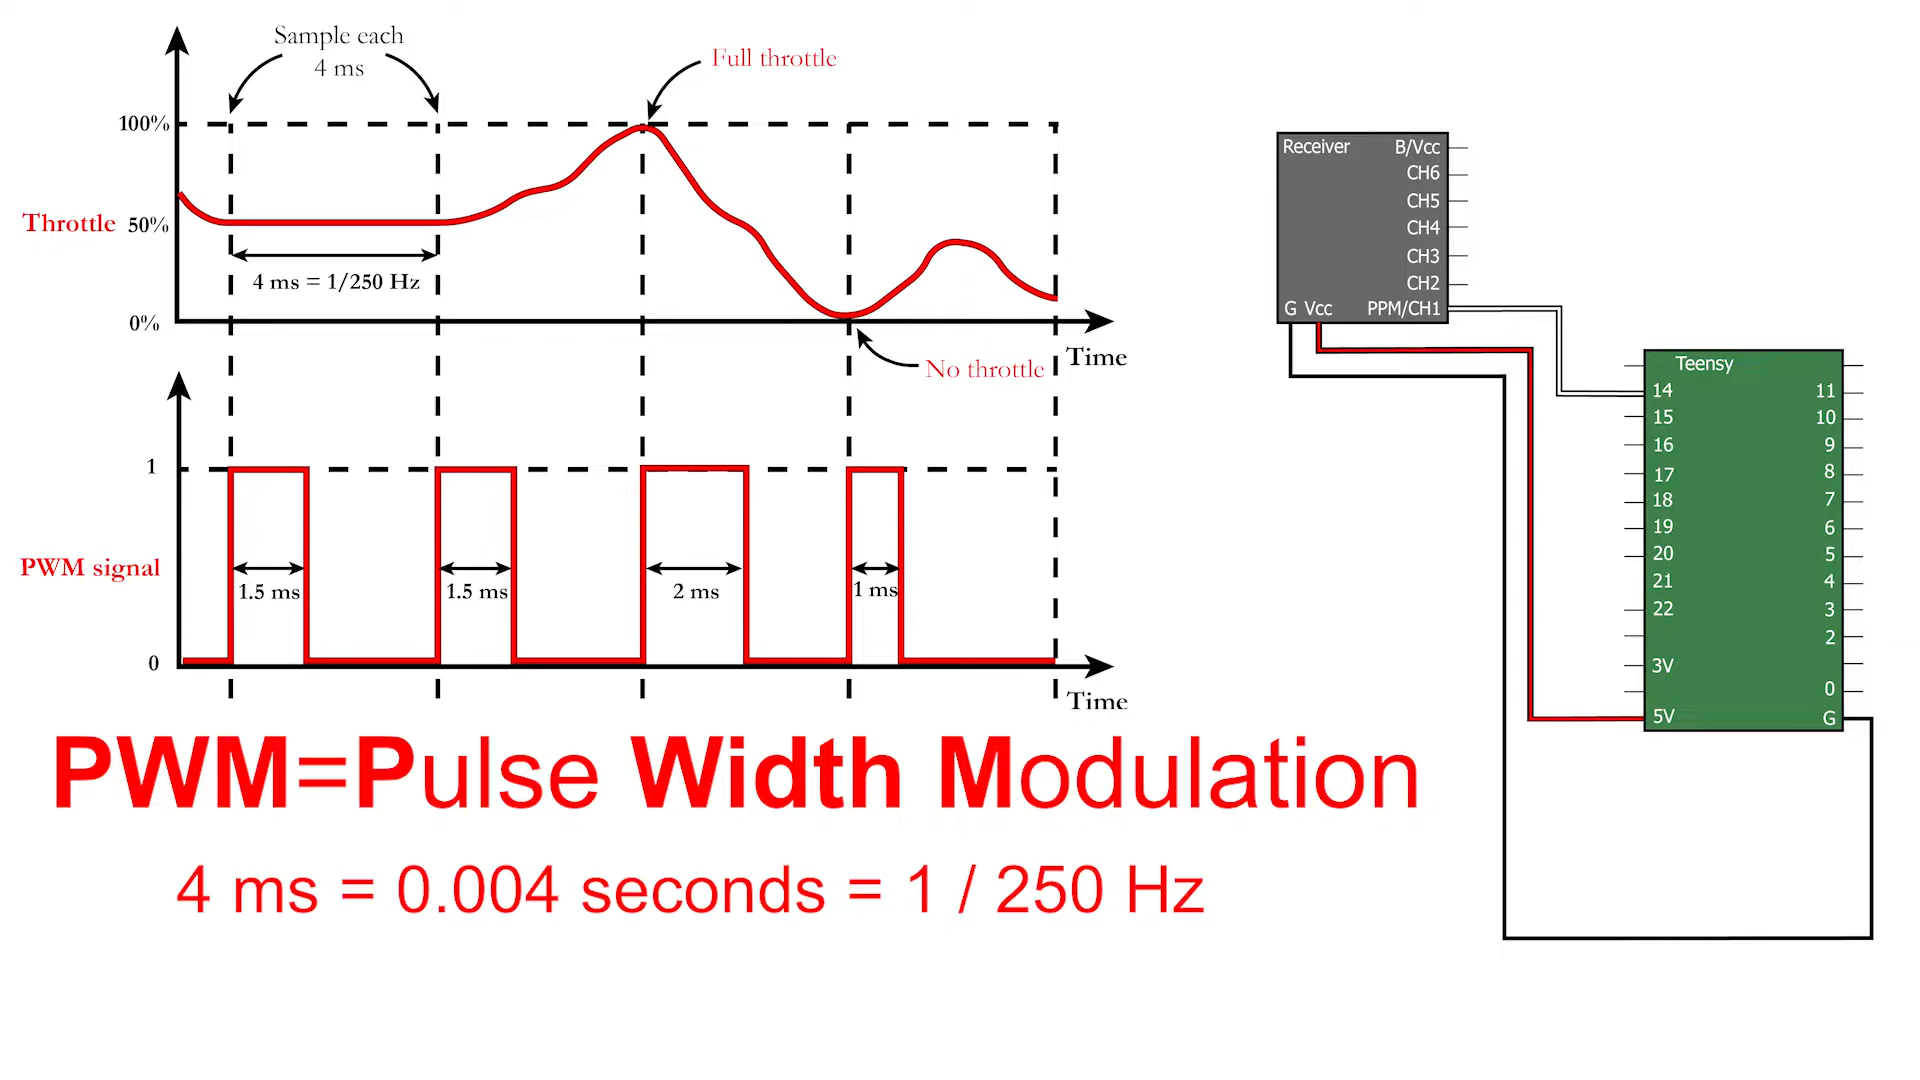 Sample each
4 ms
Full throttle
100%
Throttle 50%
4 ms = 1/250 Hz
0%
Time
No throttle
1
PWM signal
1.5 ms
1.5 ms
2 ms
1 ms
0
Time
PWM=Pulse Width Modulation
4 ms = 0.004 seconds = 1 / 250 Hz
Receiver B/Vcc
CH6
CH5
CH4
CH3
CH2
G Vcc PPM/CH1
Teensy
14 11
15 10
16 9
17 8
18 7
19 6
20 5
21 4
22 3
2
3V
0
5V G